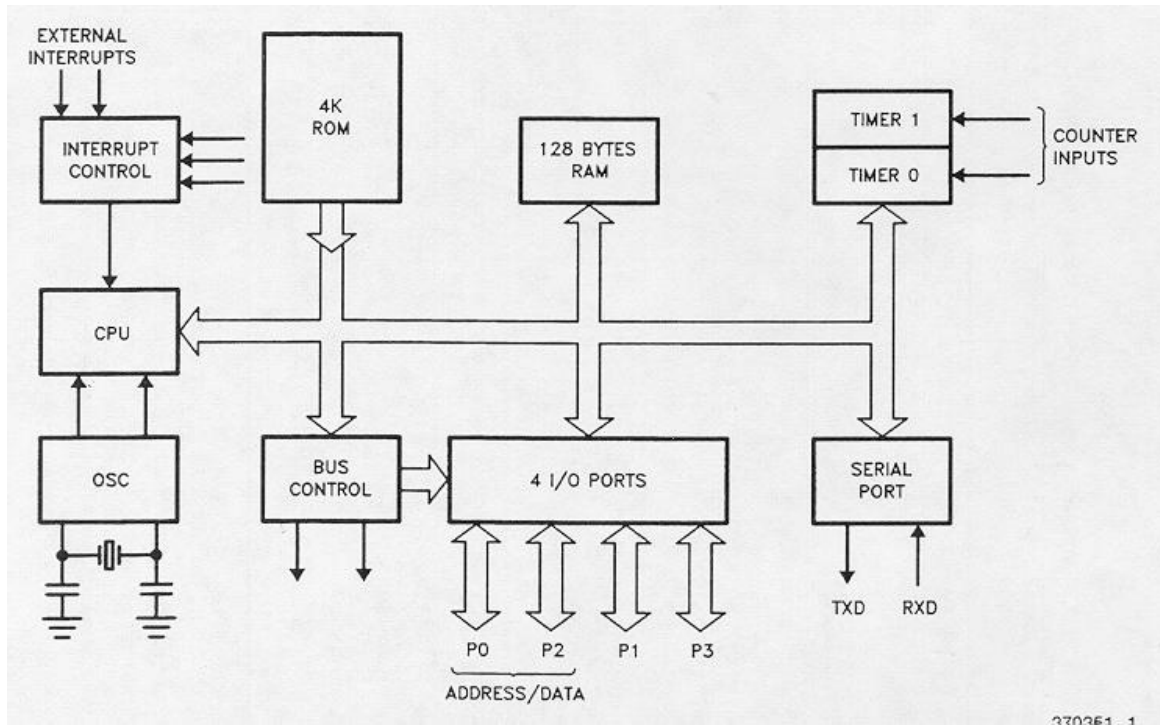 EXTERNAL
INTERRUPTS
INTERRUPT
CONTROL
4K
ROM
128 BYTES
RAM
TIMER 1
TIMER 0
COUNTER
INPUTS
CPU
OSC
BUS
CONTROL
4 I/O PORTS
SERIAL
PORT
TXD
RXD
P0
P2
P1
P3
ADDRESS/DATA